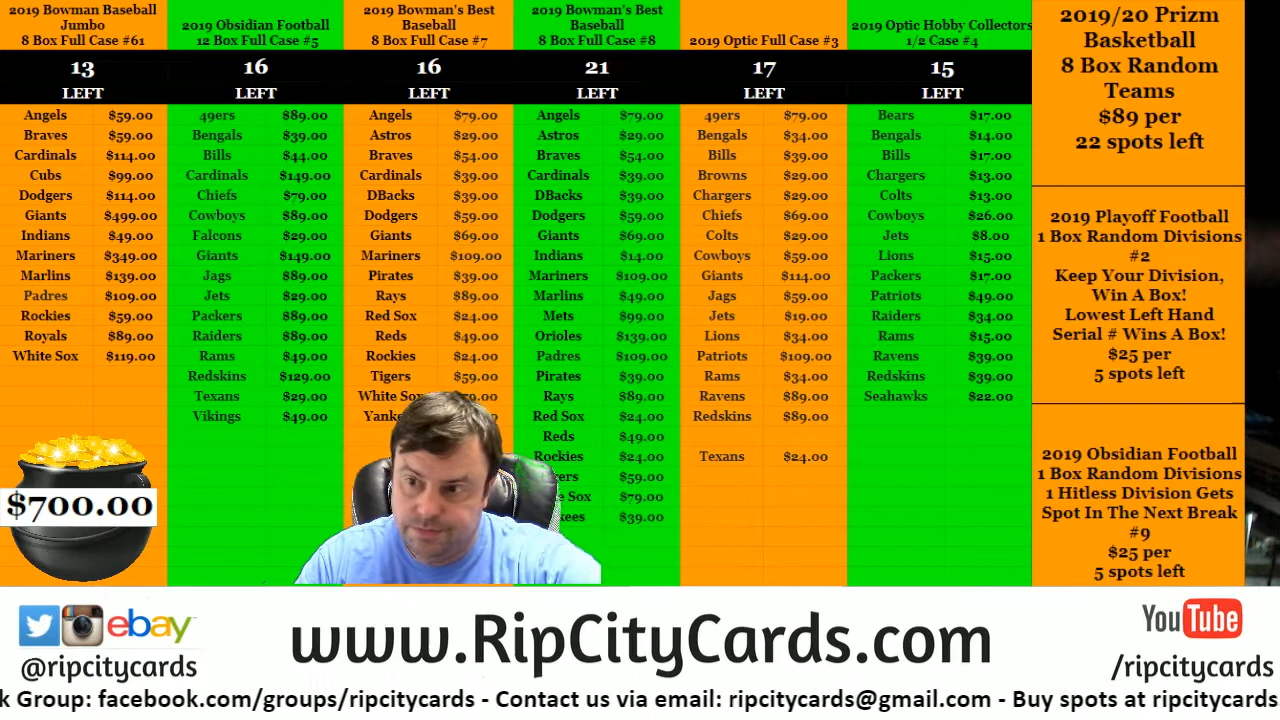 2019 Bowman Baseball
Jumbo
8 Box Full Case #61
13
LEFT
Angels $59.00
Braves $59.00
Cardinals $114.00
Cubs $99.00
Dodgers $114.00
Giants $499.00
Indians $49.00
Mariners $349.00
Marlins $139.00
Padres $109.00
Rockies $59.00
Royals $89.00
White Sox $119.00
$700.00
2019 Obsidian Football
12 Box Full Case #5
16
LEFT
49ers $89.00
Bengals $39.00
Bills $44.00
Cardinals $149.00
Chiefs $79.00
Cowboys $89.00
Falcons $29.00
Giants $149.00
Jags $89.00
Jets $29.00
Packers $89.00
Raiders $89.00
Rams $49.00
Redskins $129.00
Texans $29.00
Vikings $49.00
2019 Bowman's Best
Baseball
8 Box Full Case #7
16
LEFT
Angels $79.00
Astros $29.00
Braves $54.00
Cardinals $39.00
DBacks $39.00
Dodgers $59.00
Giants $69.00
Mariners $109.00
Pirates $39.00
Rays $89.00
Red Sox $24.00
Reds $49.00
Rockies $24.00
Tigers $59.00
White Sox
2019 Bowman's Best
Baseball
8 Box Full Case #8
21
LEFT
Angels $79.00
Astros $29.00
Braves $54.00
Cardinals $39.00
DBacks $39.00
Dodgers $59.00
Giants $69.00
Indians $14.00
Mariners $109.00
Marlins $49.00
Mets $99.00
Orioles $139.00
Padres $109.00
Pirates $39.00
Rays $89.00
Red Sox $24.00
Reds $49.00
Rockies $24.00
$59.00
Sox $79.00
$39.00
2019 Optic Full Case #3
17
LEFT
49ers $79.00
Bengals $34.00
Bills $39.00
Browns $29.00
Chargers $29.00
Chiefs $69.00
Colts $29.00
Cowboys $59.00
Giants $114.00
Jags $59.00
Jets $19.00
Lions $34.00
Patriots $109.00
Rams $34.00
Ravens $89.00
Redskins $89.00
Texans $24.00
2019 Optic Hobby Collectors
1/2 Case #4
15
LEFT
Bears $17.00
Bengals $14.00
Bills $17.00
Chargers $13.00
Colts $13.00
Cowboys $26.00
Jets $8.00
Lions $15.00
Packers $17.00
Patriots $49.00
Raiders $34.00
Rams $15.00
Ravens $39.00
Redskins $39.00
Seahawks $22.00
2019/20 Prizm
Basketball
8 Box Random
Teams
$89 per
22 spots left
2019 Playoff Football
1 Box Random Divisions
#2
Keep Your Division,
Win A Box!
Lowest Left Hand
Serial # Wins A Box!
$25 per
5 spots left
2019 Obsidian Football
1 Box Random Divisions
1 Hitless Division Gets
Spot In The Next Break
#9
$25 per
5 spots left
ebay
@ripcitycards
www.RipCityCards.com
YouTube
/ripcitycards
k Group: facebook.com/groups/ripcitycards - Contact us via email: ripcitycards@gmail.com - Buy spots at ripcitycards